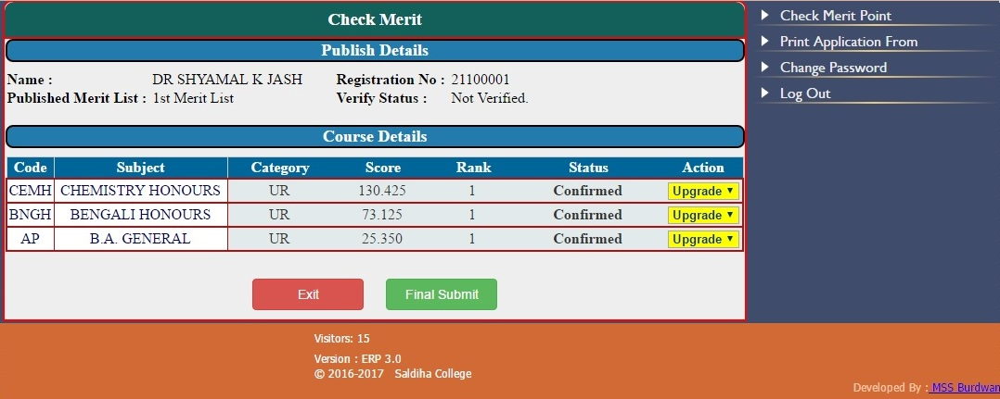 Check Merit
Publish Details
Name : DR SHYAMAL K JASH Registration No : 21100001
Published Merit List : 1st Merit List Verify Status : Not Verified.
Course Details
Code Subject Category Score Rank Status Action
CEMH CHEMISTRY HONOURS UR 130.425 1 Confirmed Upgrade
BNGH BENGALI HONOURS UR 73.125 1 Confirmed Upgrade
AP B.A. GENERAL UR 25.350 1 Confirmed Upgrade
Exit Final Submit
Check Merit Point
Print Application From
Change Password
Log Out
Visitors: 15
Version : ERP 3.0
© 2016-2017 Saldiha College
Developed By : MSS Burdwan